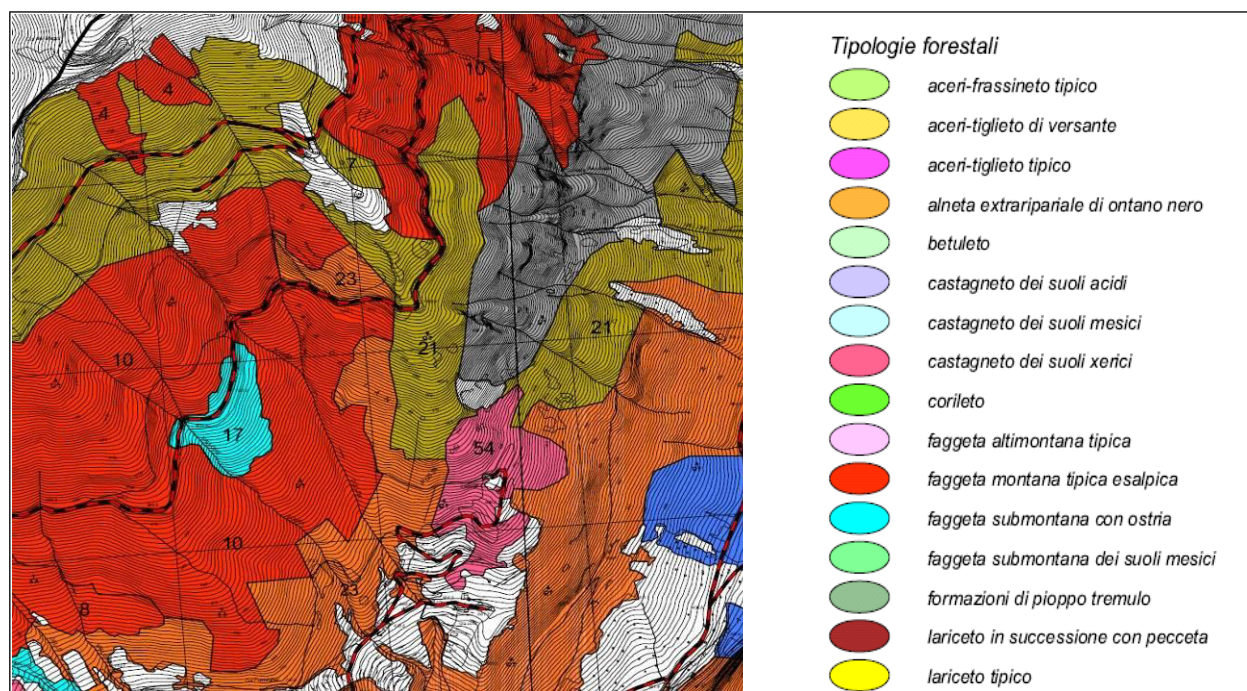 10
4
4
7
23
21
21
10
17
54
10
23
8
Tipologie forestali
aceri-frassineto tipico
aceri-tiglieto di versante
aceri-tiglieto tipico
alneta extraripariale di ontano nero
betuleto
castagneto dei suoli acidi
castagneto dei suoli mesici
castagneto dei suoli xerici
corileto
faggeta altimontana tipica
faggeta montana tipica esalpica
faggeta submontana con ostria
faggeta submontana dei suoli mesici
formazioni di pioppo tremulo
lariceto in successione con pecceta
lariceto tipico